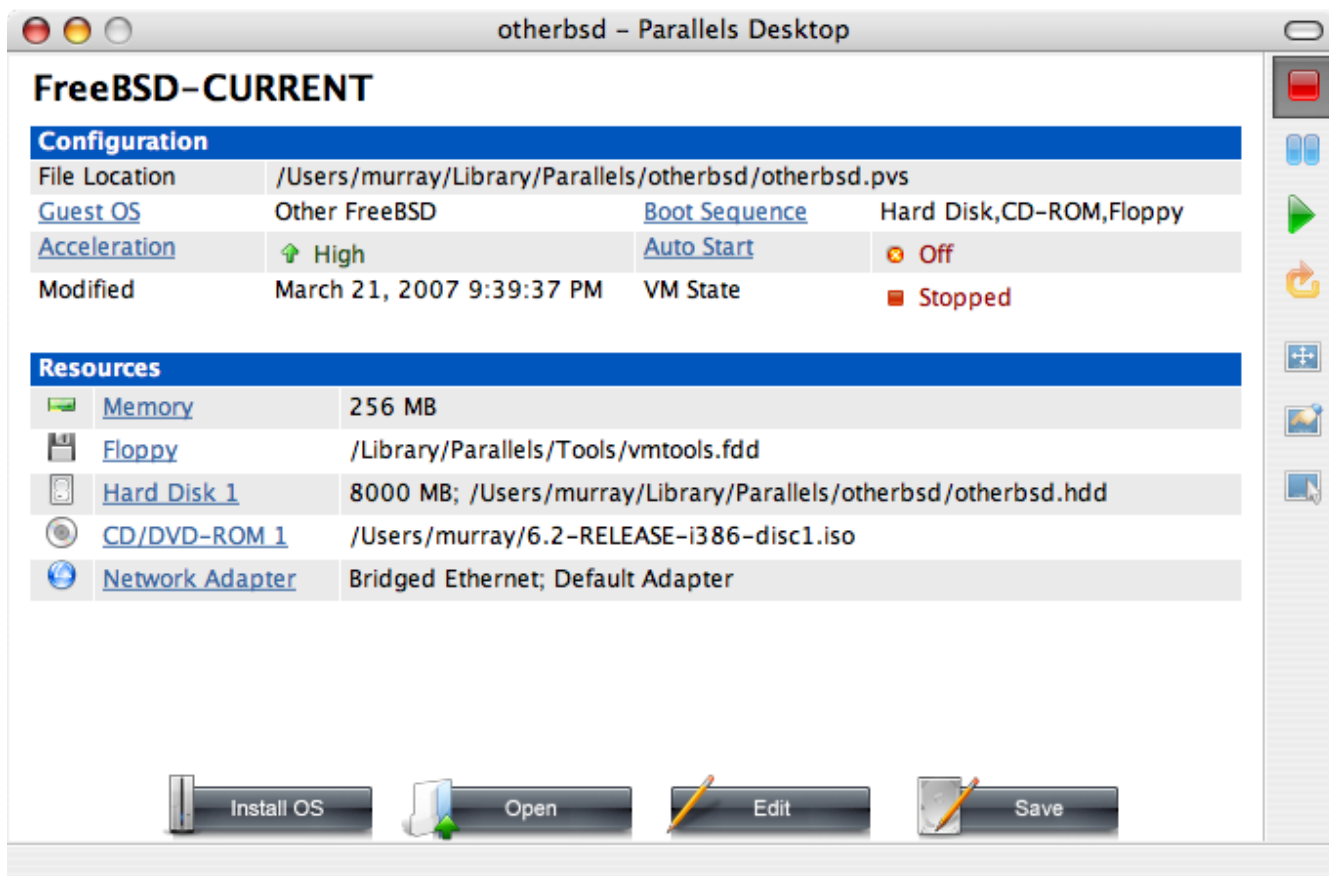 otherbsd – Parallels Desktop
FreeBSD-CURRENT
Configuration
File Location /Users/murray/Library/Parallels/otherbsd/otherbsd.pvs
Guest OS Other FreeBSD Boot Sequence Hard Disk,CD-ROM,Floppy
Acceleration High Auto Start Off
Modified March 21, 2007 9:39:37 PM VM State Stopped
Resources
Memory 256 MB
Floppy /Library/Parallels/Tools/vmtools.fdd
Hard Disk 1 8000 MB; /Users/murray/Library/Parallels/otherbsd/otherbsd.hdd
CD/DVD-ROM 1 /Users/murray/6.2-RELEASE-i386-disc1.iso
Network Adapter Bridged Ethernet; Default Adapter
Install OS Open Edit Save